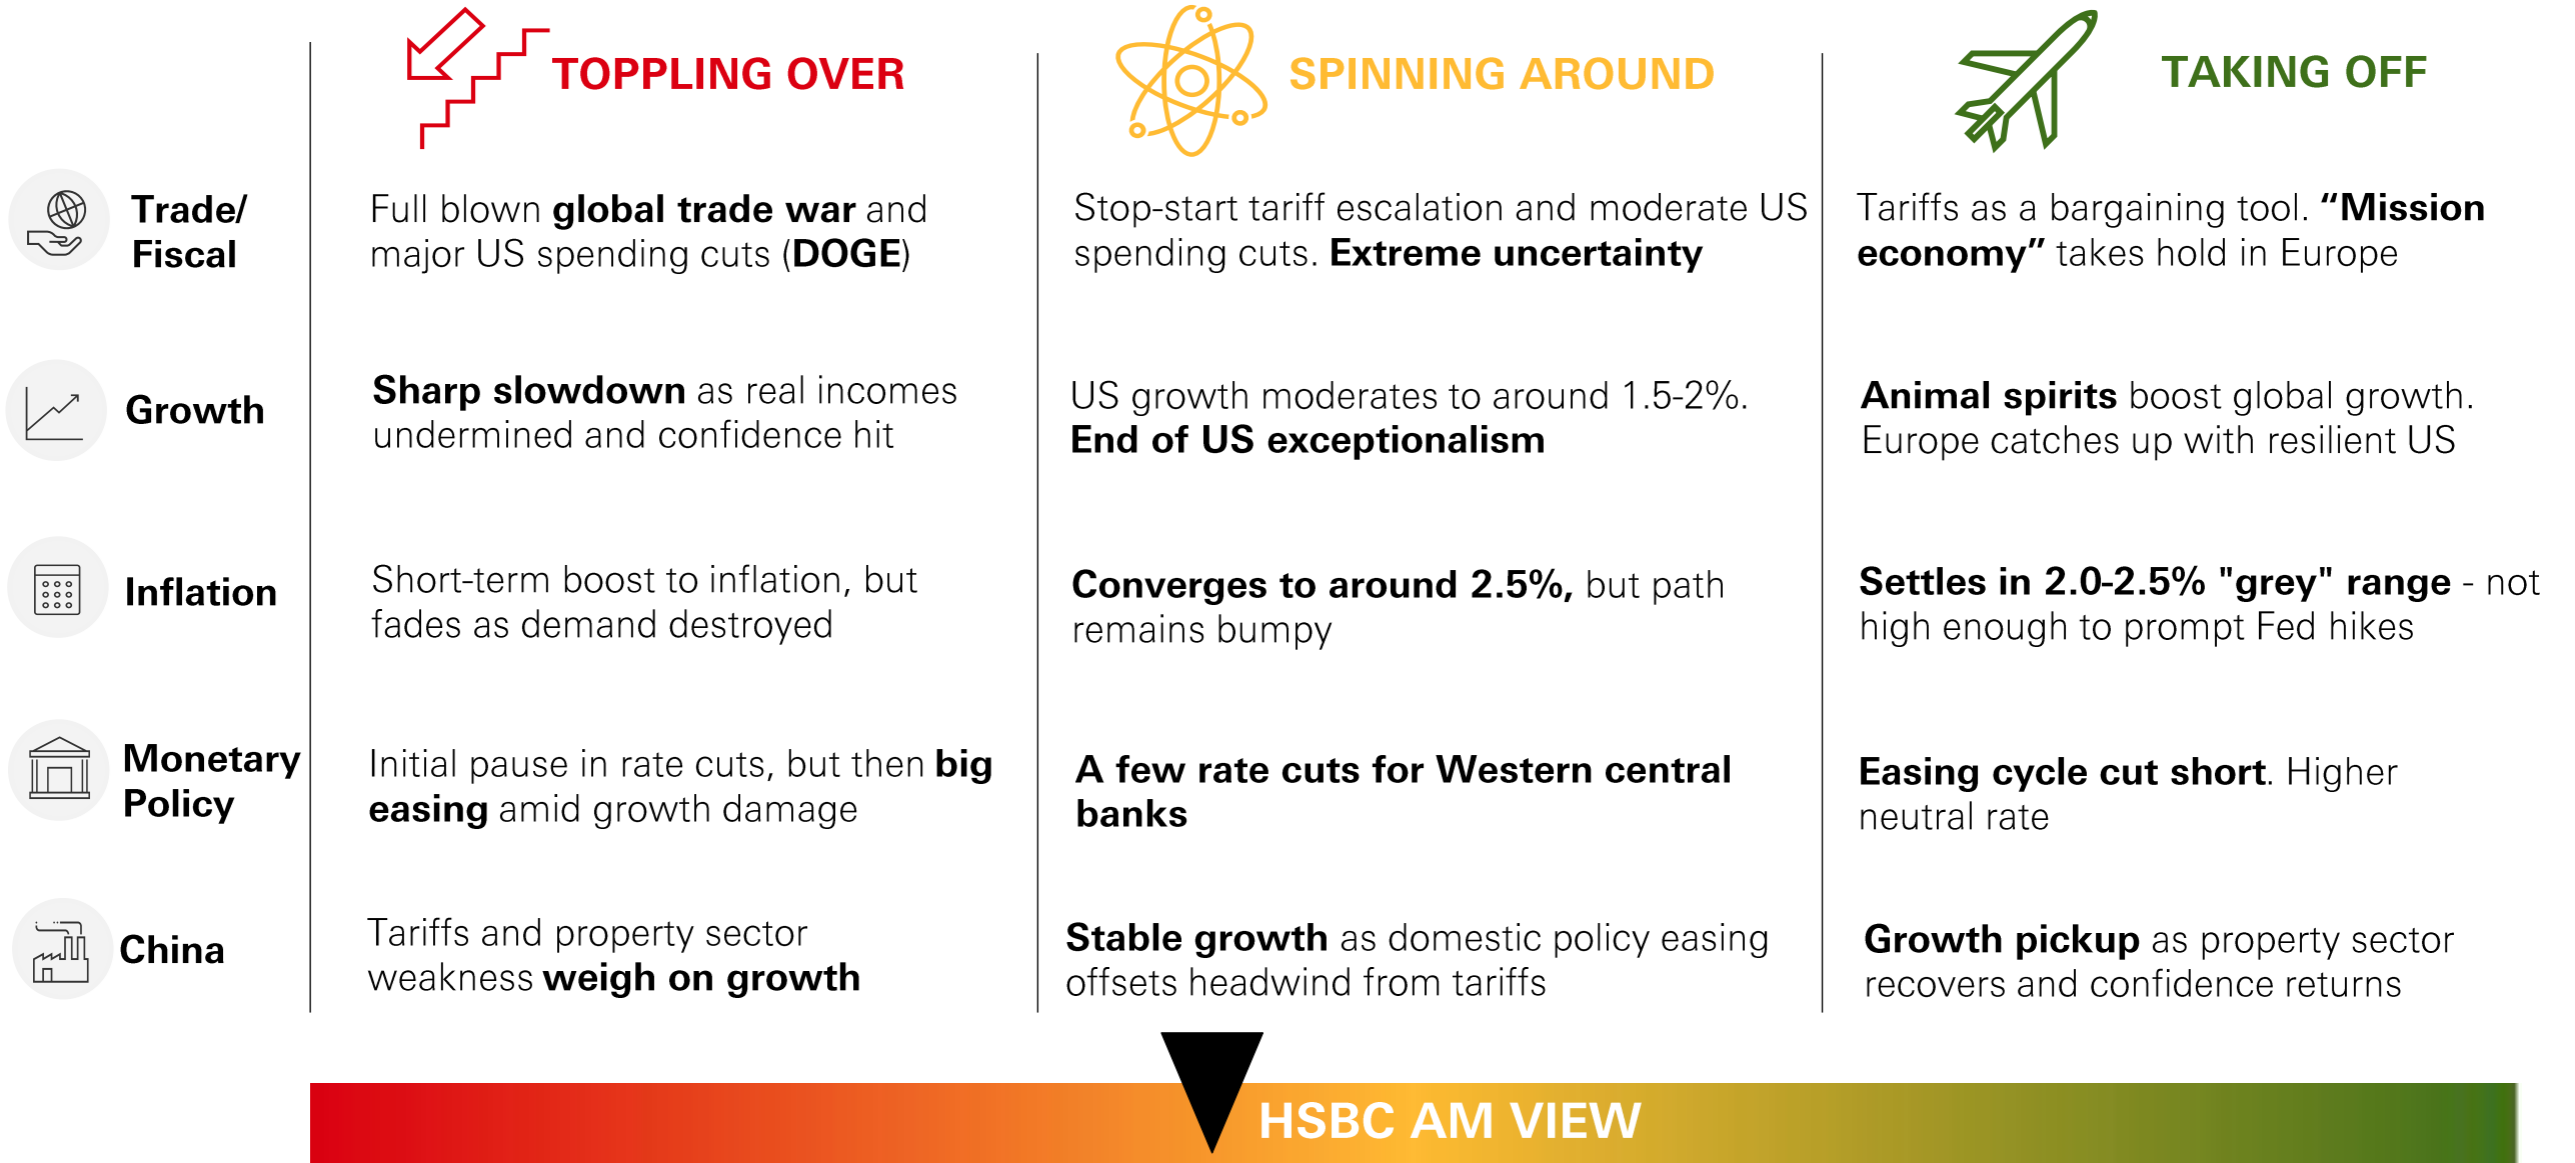 TOPPLING OVER
SPINNING AROUND
TAKING OFF
Trade/
Fiscal
Full blown global trade war and
major US spending cuts (DOGE)
Stop-start tariff escalation and moderate US
spending cuts. Extreme uncertainty
Tariffs as a bargaining tool. “Mission
economy” takes hold in Europe
Growth
Sharp slowdown as real incomes
undermined and confidence hit
US growth moderates to around 1.5-2%.
End of US exceptionalism
Animal spirits boost global growth.
Europe catches up with resilient US
Inflation
Short-term boost to inflation, but
fades as demand destroyed
Converges to around 2.5%, but path
remains bumpy
Settles in 2.0-2.5% "grey" range - not
high enough to prompt Fed hikes
Monetary
Policy
Initial pause in rate cuts, but then big
easing amid growth damage
A few rate cuts for Western central
banks
Easing cycle cut short. Higher
neutral rate
China
Tariffs and property sector
weakness weigh on growth
Stable growth as domestic policy easing
offsets headwind from tariffs
Growth pickup as property sector
recovers and confidence returns
HSBC AM VIEW